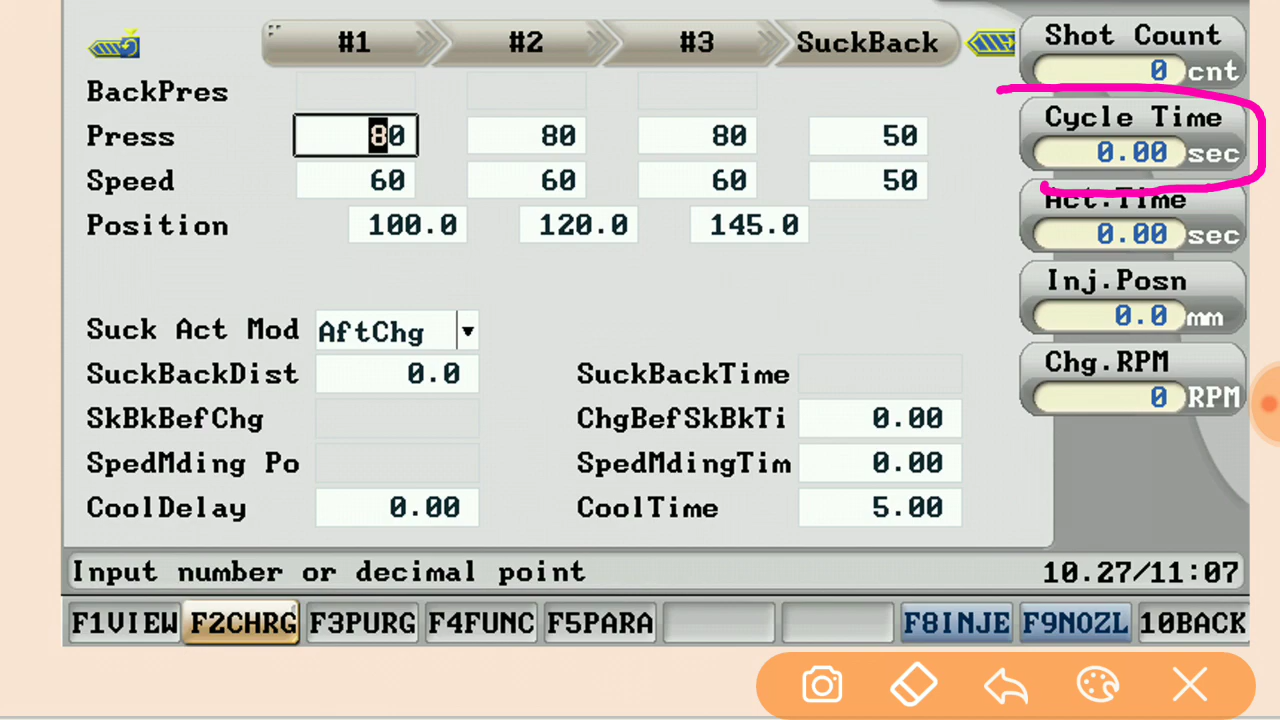 #1 #2 #3 SuckBack
Shot Count
0 cnt
BackPres
Press 80 80 80 50
Cycle Time
0.00 sec
Speed 60 60 60 50
Position 100.0 120.0 145.0
Act.Time
0.00 sec
Inj.Posn
0.0 mm
Suck Act Mod AftChg
SuckBackDist 0.0 SuckBackTime
Chg.RPM
0 RPM
SkBkBefChg ChgBefSkBkTi 0.00
SpedMding Po SpedMdingTim 0.00
CoolDelay 0.00 CoolTime 5.00
Input number or decimal point 10.27/11:07
F1VIEW F2CHRG F3PURG F4FUNC F5PARA F8INJE F9NOZL 10BACK